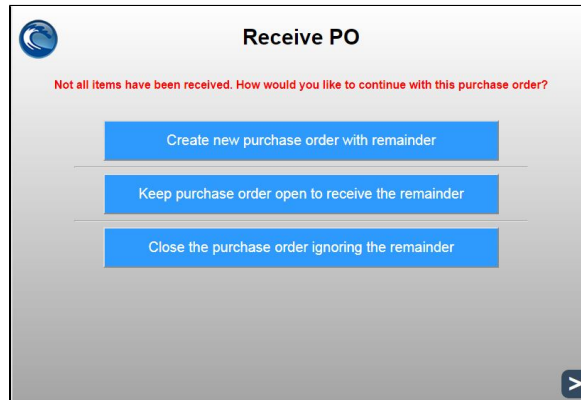 Receive PO
Not all items have been received. How would you like to continue with this purchase order?
Create new purchase order with remainder
Keep purchase order open to receive the remainder
Close the purchase order ignoring the remainder
>